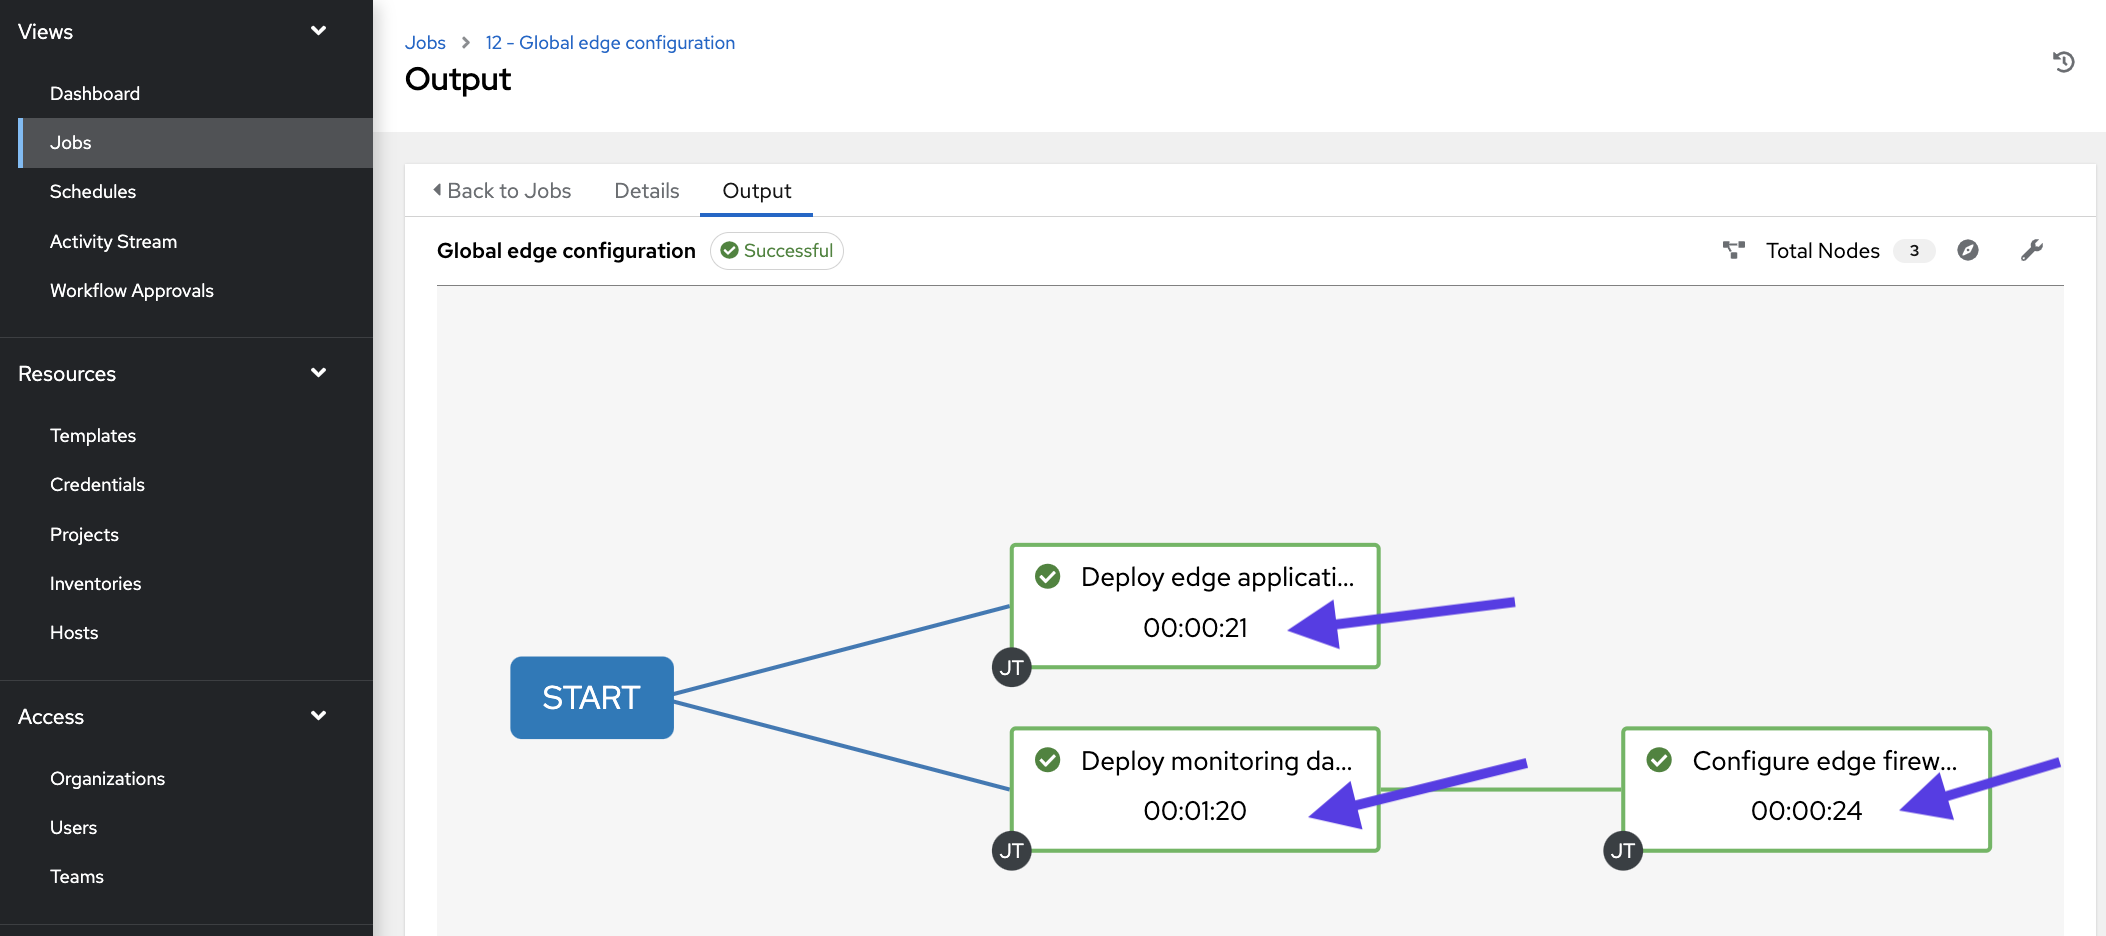 Views
Dashboard
Jobs
Schedules
Activity Stream
Workflow Approvals
Resources
Templates
Credentials
Projects
Inventories
Hosts
Access
Organizations
Users
Teams
Jobs 12 - Global edge configuration
Output
Back to Jobs Details Output
Global edge configuration Successful Total Nodes 3
START
Deploy edge applicati...
00:00:21
JT
Deploy monitoring da...
00:01:20
JT
Configure edge firew...
00:00:24
JT